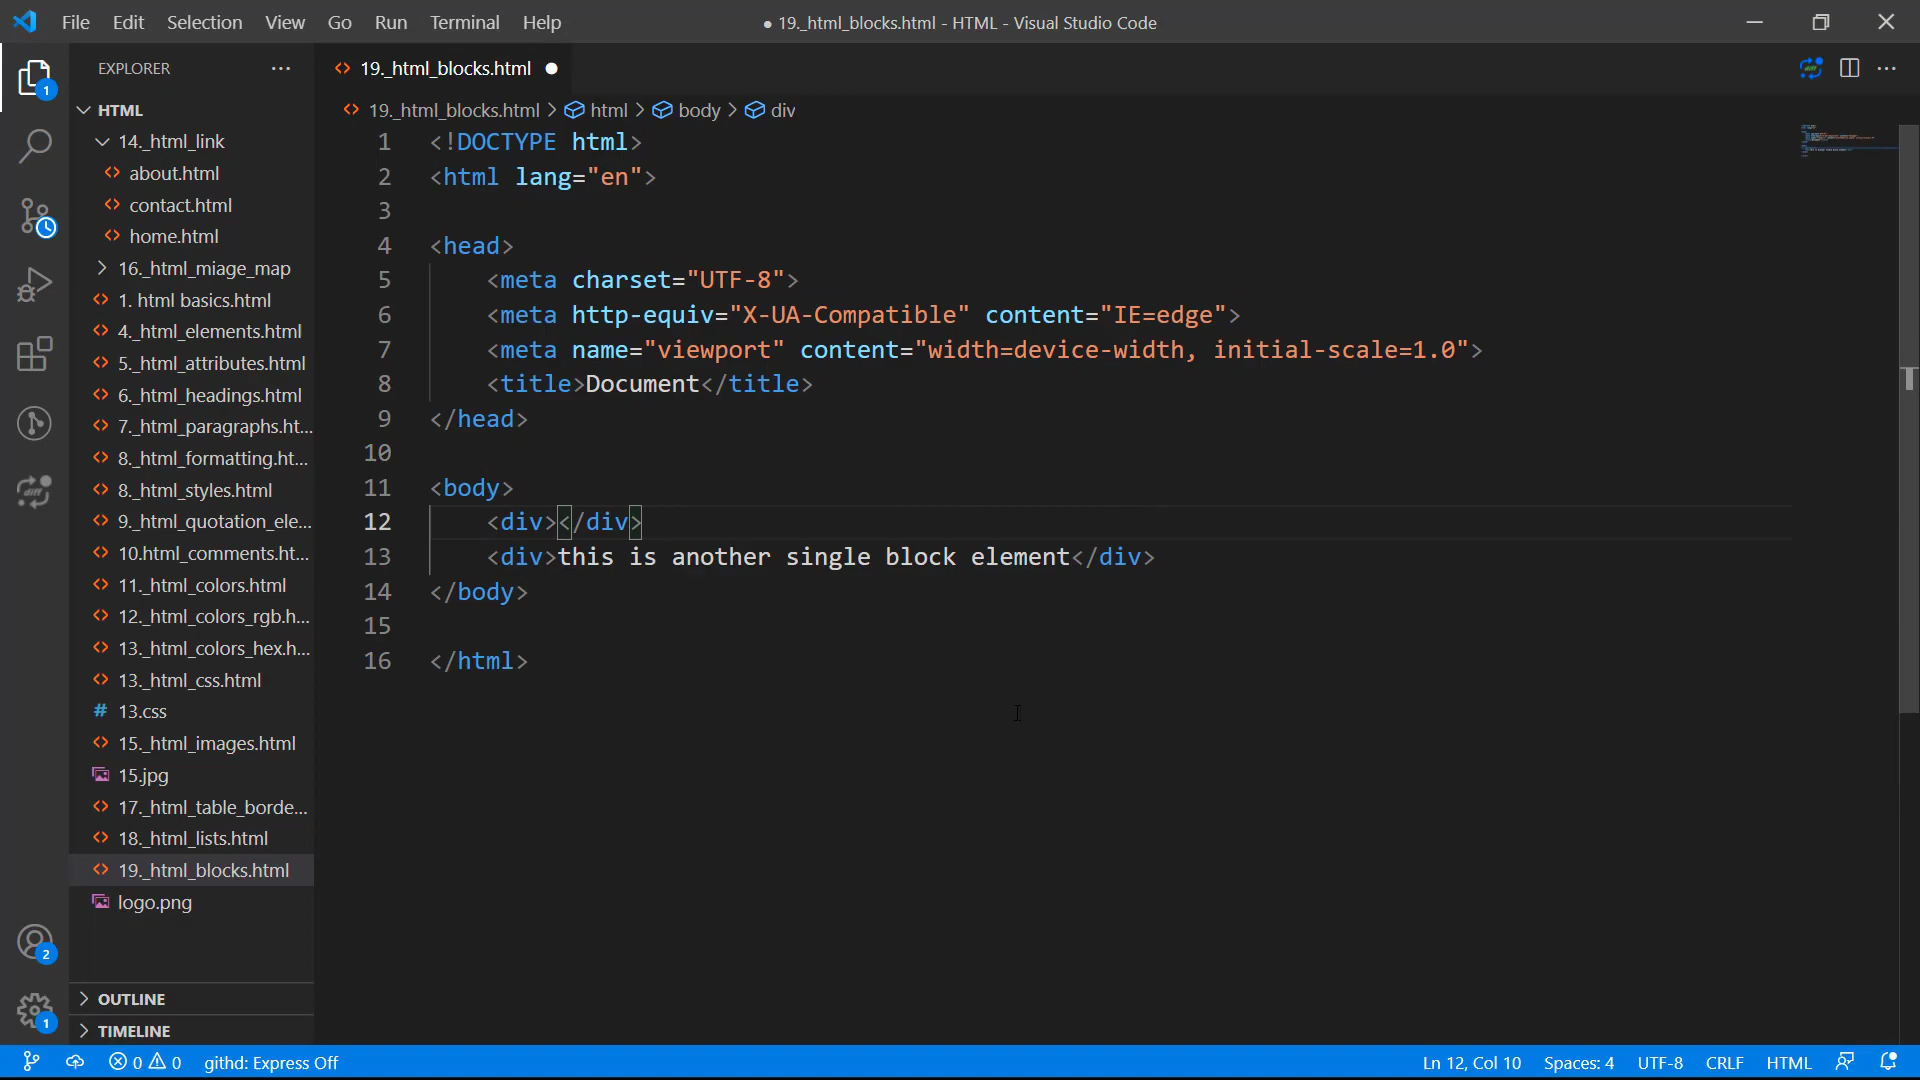 File Edit Selection View Go Run Terminal Help
● 19._html_blocks.html - HTML - Visual Studio Code
EXPLORER
HTML
14._html_link
about.html
contact.html
home.html
16._html_miage_map
1. html basics.html
4._html_elements.html
5._html_attributes.html
6._html_headings.html
7._html_paragraphs.ht...
8._html_formatting.ht...
8._html_styles.html
9._html_quotation_ele...
10.html_comments.ht...
11._html_colors.html
12._html_colors_rgb.h...
13._html_colors_hex.h...
13._html_css.html
# 13.css
15._html_images.html
15.jpg
17._html_table_borde...
18._html_lists.html
19._html_blocks.html
logo.png
OUTLINE
TIMELINE
1
2
1
19._html_blocks.html ●
diff
19._html_blocks.html > html > body > div
1 <!DOCTYPE html>
2 <html lang="en">
3
4 <head>
5 <meta charset="UTF-8">
6 <meta http-equiv="X-UA-Compatible" content="IE=edge">
7 <meta name="viewport" content="width=device-width, initial-scale=1.0">
8 <title>Document</title>
9 </head>
10
11 <body>
12 <div></div>
13 <div>this is another single block element</div>
14 </body>
15
16 </html>
0 0 githd: Express Off
Ln 12, Col 10 Spaces: 4 UTF-8 CRLF HTML